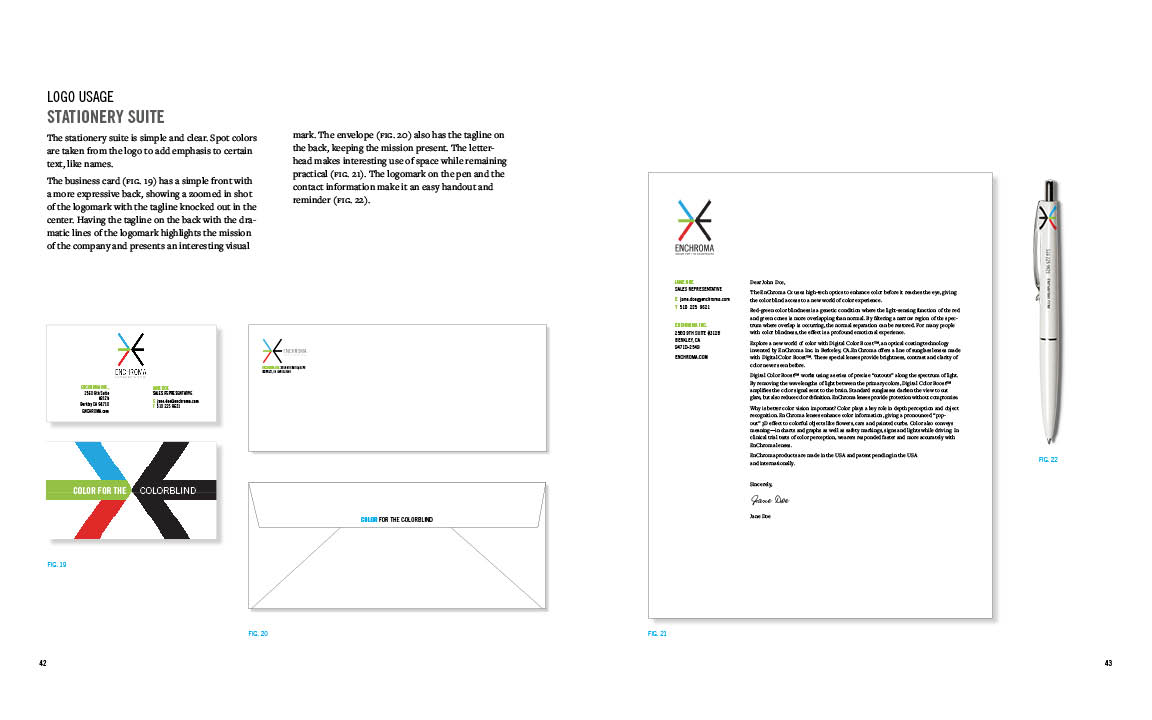 LOGO USAGE
STATIONERY SUITE
The stationery suite is simple and clear. Spot colors
are taken from the logo to add emphasis to certain
text, like names.
The business card (FIG. 19) has a simple front with
a more expressive back, showing a zoomed in shot
of the logomark with the tagline knocked out in the
center. Having the tagline on the back with the dra-
matic lines of the logomark highlights the mission
of the company and presents an interesting visual
mark. The envelope (FIG. 20) also has the tagline on
the back, keeping the mission present. The letter-
head makes interesting use of space while remaining
practical (FIG. 21). The logomark on the pen and the
contact information make it an easy handout and
reminder (FIG. 22).
ENCHROMA
ENCHROMA INC.
2560 9th Suite
Berkley CA 94710
ENCHROMA.com
JANE DOE
SALES REPRESENTATIVE
E jane.doe@enchroma.com
T 510 225 9621
COLOR FOR THE COLORBLIND
FIG. 19
ENCHROMA
COLOR FOR THE COLORBLIND
FIG. 20
ENCHROMA
JANE DOE
SALES REPRESENTATIVE
E jane.doe@enchroma.com
T 510 225 9621
ENCHROMA INC.
2560 9TH SUITE #212B
BERKLEY, CA
94710-2549
ENCHROMA.COM
Dear John Doe,
The EnChroma Cx uses high-tech optics to enhance color before it reaches the eye, giving
the color blind access to a new world of color experience.
Red-green color blindness is a genetic condition where the light-sensing function of the red
and green cones is more overlapping than normal. By filtering a narrow region of the spec-
trum where overlap is occurring, the normal separation can be restored. For many people
with color blindness, the effect is a profound emotional experience.
Explore a new world of color with Digital Color Boost™, an optical coating technology
invented by EnChroma Inc. in Berkeley, CA. EnChroma offers a line of sunglass lenses made
with Digital Color Boost™. These special lenses provide brightness, contrast and clarity of
color never seen before.
Digital Color Boost™ works using a series of precise "cutouts" along the spectrum of light.
By removing the wavelengths of light between the primary colors, Digital Color Boost™
amplifies the color signal sent to the brain. Standard sunglasses darken the view to cut
glare, but also reduces color definition. EnChroma lenses provide protection without compromise.
Why is better color vision important? Color plays a key role in depth perception and object
recognition. EnChroma lenses enhance color information, giving a pronounced "pop-
out" 3D effect to colorful objects like flowers, cars and painted curbs. Color also conveys
meaning—in charts and graphs as well as safety markings, signs and lights while driving. In
clinical trial tests of color perception, wearers responded faster and more accurately with
EnChroma lenses.
EnChroma products are made in the USA and patent pending in the USA
and internationally.
Sincerely,
Jane Doe
Jane Doe
FIG. 21
FIG. 22
42
43